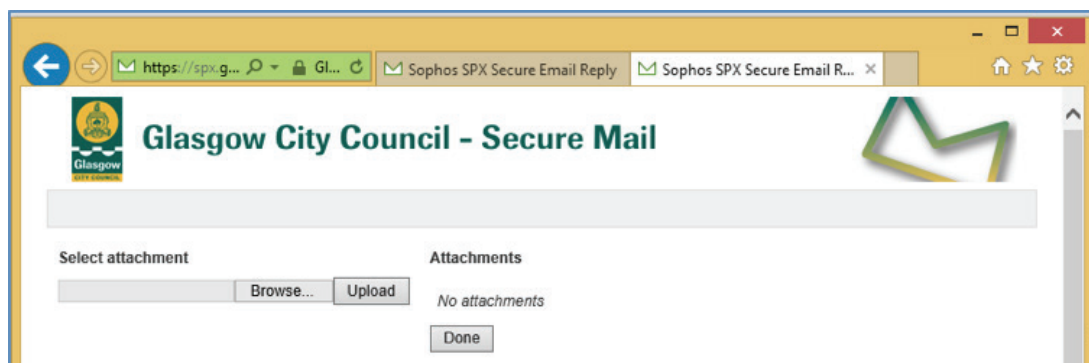 https://spx.g... Gl... Sophos SPX Secure Email Reply Sophos SPX Secure Email R...
Glasgow City Council - Secure Mail
Glasgow
CITY COUNCIL
Select attachment Attachments
Browse... Upload No attachments
Done